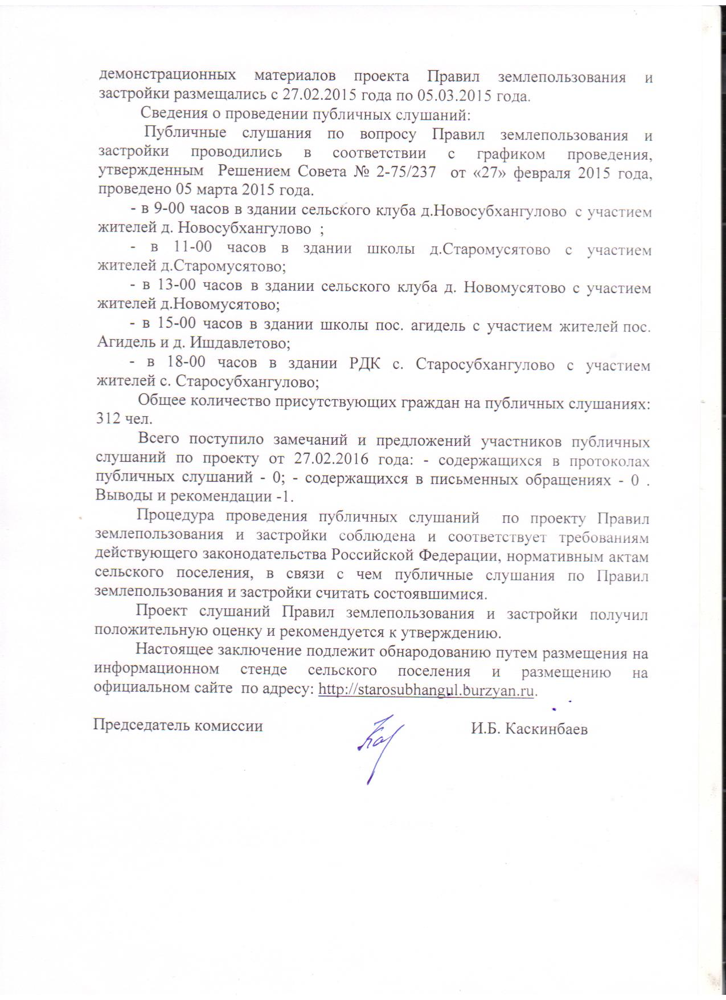 демонстрационных материалов проекта Правил землепользования и
застройки размещались с 27.02.2015 года по 05.03.2015 года.
Сведения о проведении публичных слушаний:
Публичные слушания по вопросу Правил землепользования и
застройки проводились в соответствии с графиком проведения,
утвержденным Решением Совета № 2-75/237 от «27» февраля 2015 года,
проведено 05 марта 2015 года.
- в 9-00 часов в здании сельского клуба д.Новосубхангулово с участием
жителей д. Новосубхангулово ;
- в 11-00 часов в здании школы д.Старомусятово с участием
жителей д.Старомусятово;
- в 13-00 часов в здании сельского клуба д. Новомусятово с участием
жителей д.Новомусятово;
- в 15-00 часов в здании школы пос. агидель с участием жителей пос.
Агидель и д. Ишдавлетово;
- в 18-00 часов в здании РДК с. Старосубхангулово с участием
жителей с. Старосубхангулово;
Общее количество присутствующих граждан на публичных слушаниях:
312 чел.
Всего поступило замечаний и предложений участников публичных
слушаний по проекту от 27.02.2016 года: - содержащихся в протоколах
публичных слушаний - 0; - содержащихся в письменных обращениях - 0 .
Выводы и рекомендации -1.
Процедура проведения публичных слушаний по проекту Правил
землепользования и застройки соблюдена и соответствует требованиям
действующего законодательства Российской Федерации, нормативным актам
сельского поселения, в связи с чем публичные слушания по Правил
землепользования и застройки считать состоявшимися.
Проект слушаний Правил землепользования и застройки получил
положительную оценку и рекомендуется к утверждению.
Настоящее заключение подлежит обнародованию путем размещения на
информационном стенде сельского поселения и размещению на
официальном сайте по адресу: http://starosubhangul.burzyan.ru.
Председатель комиссии И.Б. Каскинбаев